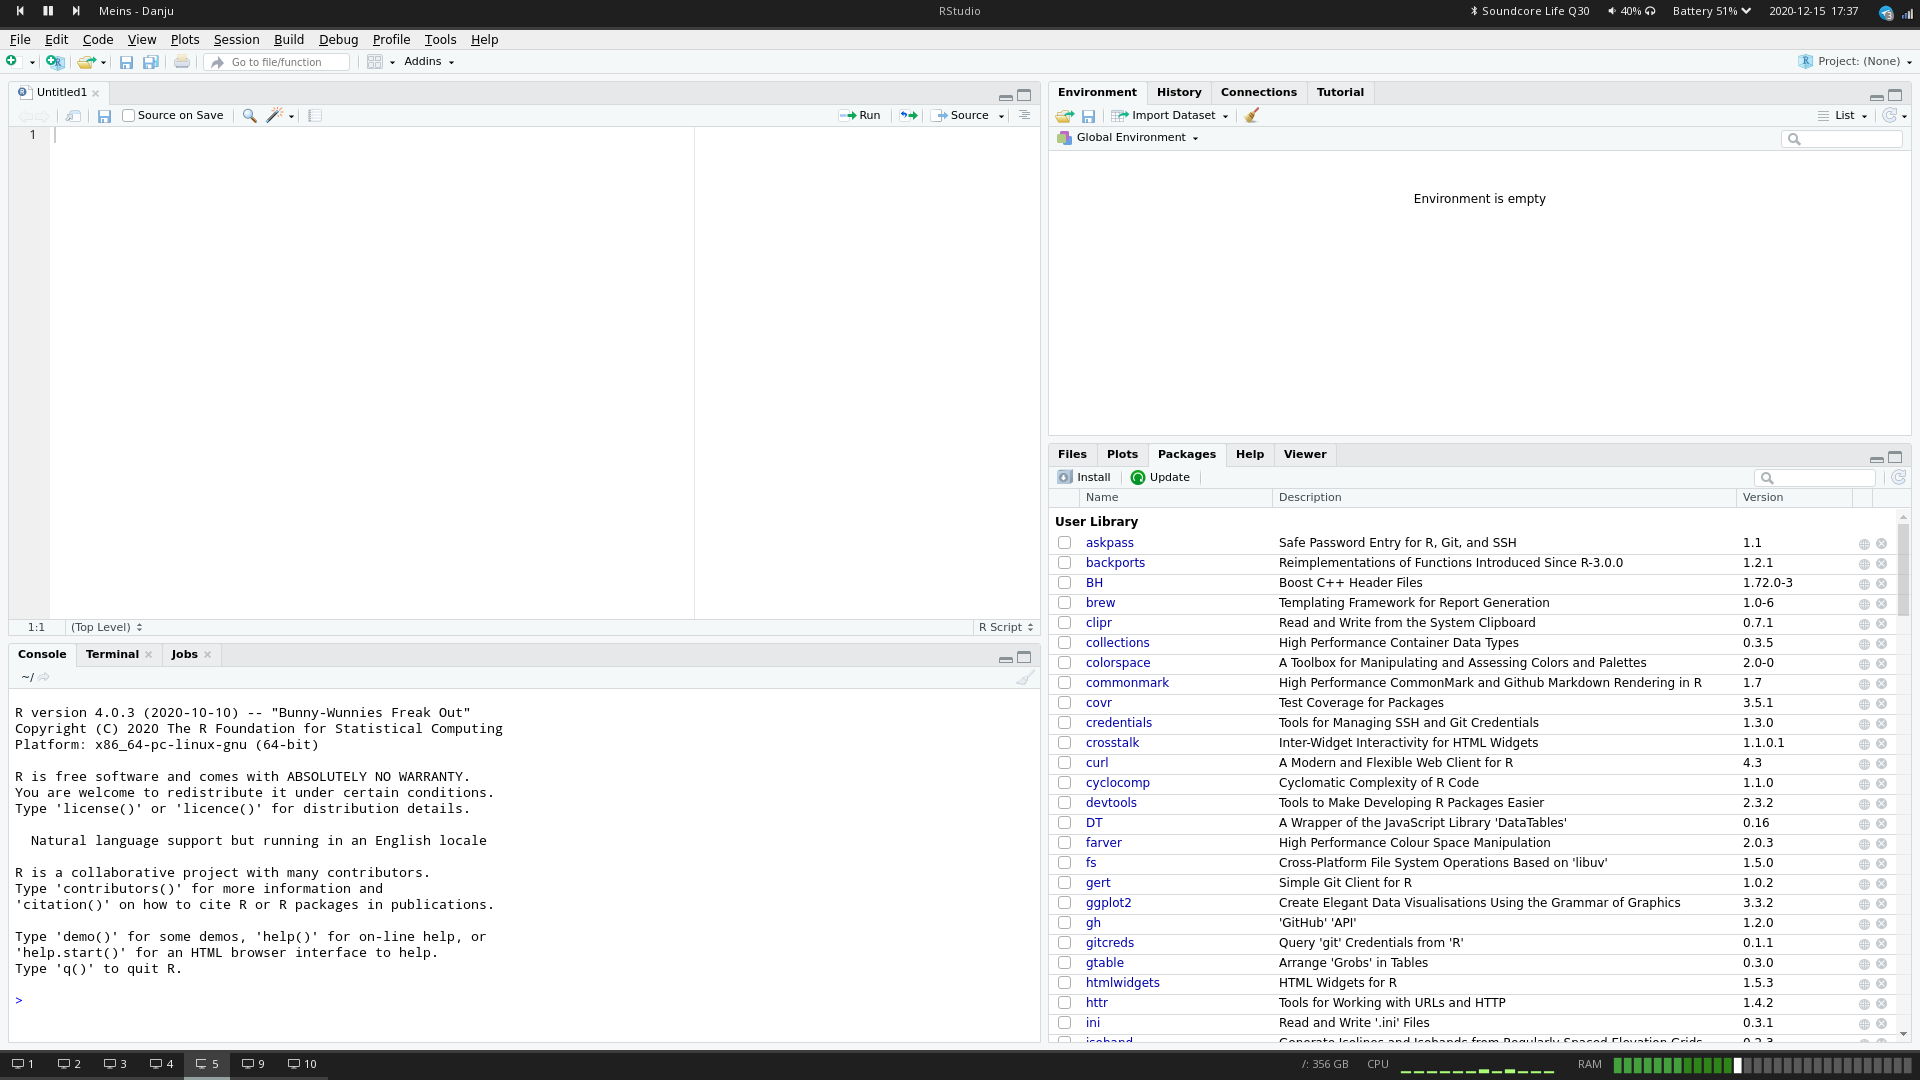 Meins - Danju
RStudio
Soundcore Life Q30 40% Battery 51% 2020-12-15 17:37
File Edit Code View Plots Session Build Debug Profile Tools Help
Go to file/function Addins Project: (None)
Untitled1
Source on Save Run Source
1
1:1 (Top Level) R Script
Console Terminal Jobs
~/
R version 4.0.3 (2020-10-10) -- "Bunny-Wunnies Freak Out"
Copyright (C) 2020 The R Foundation for Statistical Computing
Platform: x86_64-pc-linux-gnu (64-bit)
R is free software and comes with ABSOLUTELY NO WARRANTY.
You are welcome to redistribute it under certain conditions.
Type 'license()' or 'licence()' for distribution details.
Natural language support but running in an English locale
R is a collaborative project with many contributors.
Type 'contributors()' for more information and
'citation()' on how to cite R or R packages in publications.
Type 'demo()' for some demos, 'help()' for on-line help, or
'help.start()' for an HTML browser interface to help.
Type 'q()' to quit R.
>
Environment History Connections Tutorial
Import Dataset List
Global Environment
Environment is empty
Files Plots Packages Help Viewer
Install Update
Name Description Version
User Library
askpass Safe Password Entry for R, Git, and SSH 1.1
backports Reimplementations of Functions Introduced Since R-3.0.0 1.2.1
BH Boost C++ Header Files 1.72.0-3
brew Templating Framework for Report Generation 1.0-6
clipr Read and Write from the System Clipboard 0.7.1
collections High Performance Container Data Types 0.3.5
colorspace A Toolbox for Manipulating and Assessing Colors and Palettes 2.0-0
commonmark High Performance CommonMark and Github Markdown Rendering in R 1.7
covr Test Coverage for Packages 3.5.1
credentials Tools for Managing SSH and Git Credentials 1.3.0
crosstalk Inter-Widget Interactivity for HTML Widgets 1.1.0.1
curl A Modern and Flexible Web Client for R 4.3
cyclocomp Cyclomatic Complexity of R Code 1.1.0
devtools Tools to Make Developing R Packages Easier 2.3.2
DT A Wrapper of the JavaScript Library 'DataTables' 0.16
farver High Performance Colour Space Manipulation 2.0.3
fs Cross-Platform File System Operations Based on 'libuv' 1.5.0
gert Simple Git Client for R 1.0.2
ggplot2 Create Elegant Data Visualisations Using the Grammar of Graphics 3.3.2
gh 'GitHub' 'API' 1.2.0
gitcreds Query 'git' Credentials from 'R' 0.1.1
gtable Arrange 'Grobs' in Tables 0.3.0
htmlwidgets HTML Widgets for R 1.5.3
httr Tools for Working with URLs and HTTP 1.4.2
ini Read and Write '.ini' Files 0.3.1
isoband Generate Isolines and Isobands from Regularly Spaced Elevation Grids 0.2.3
1 2 3 4 5 9 10 /: 356 GB CPU RAM